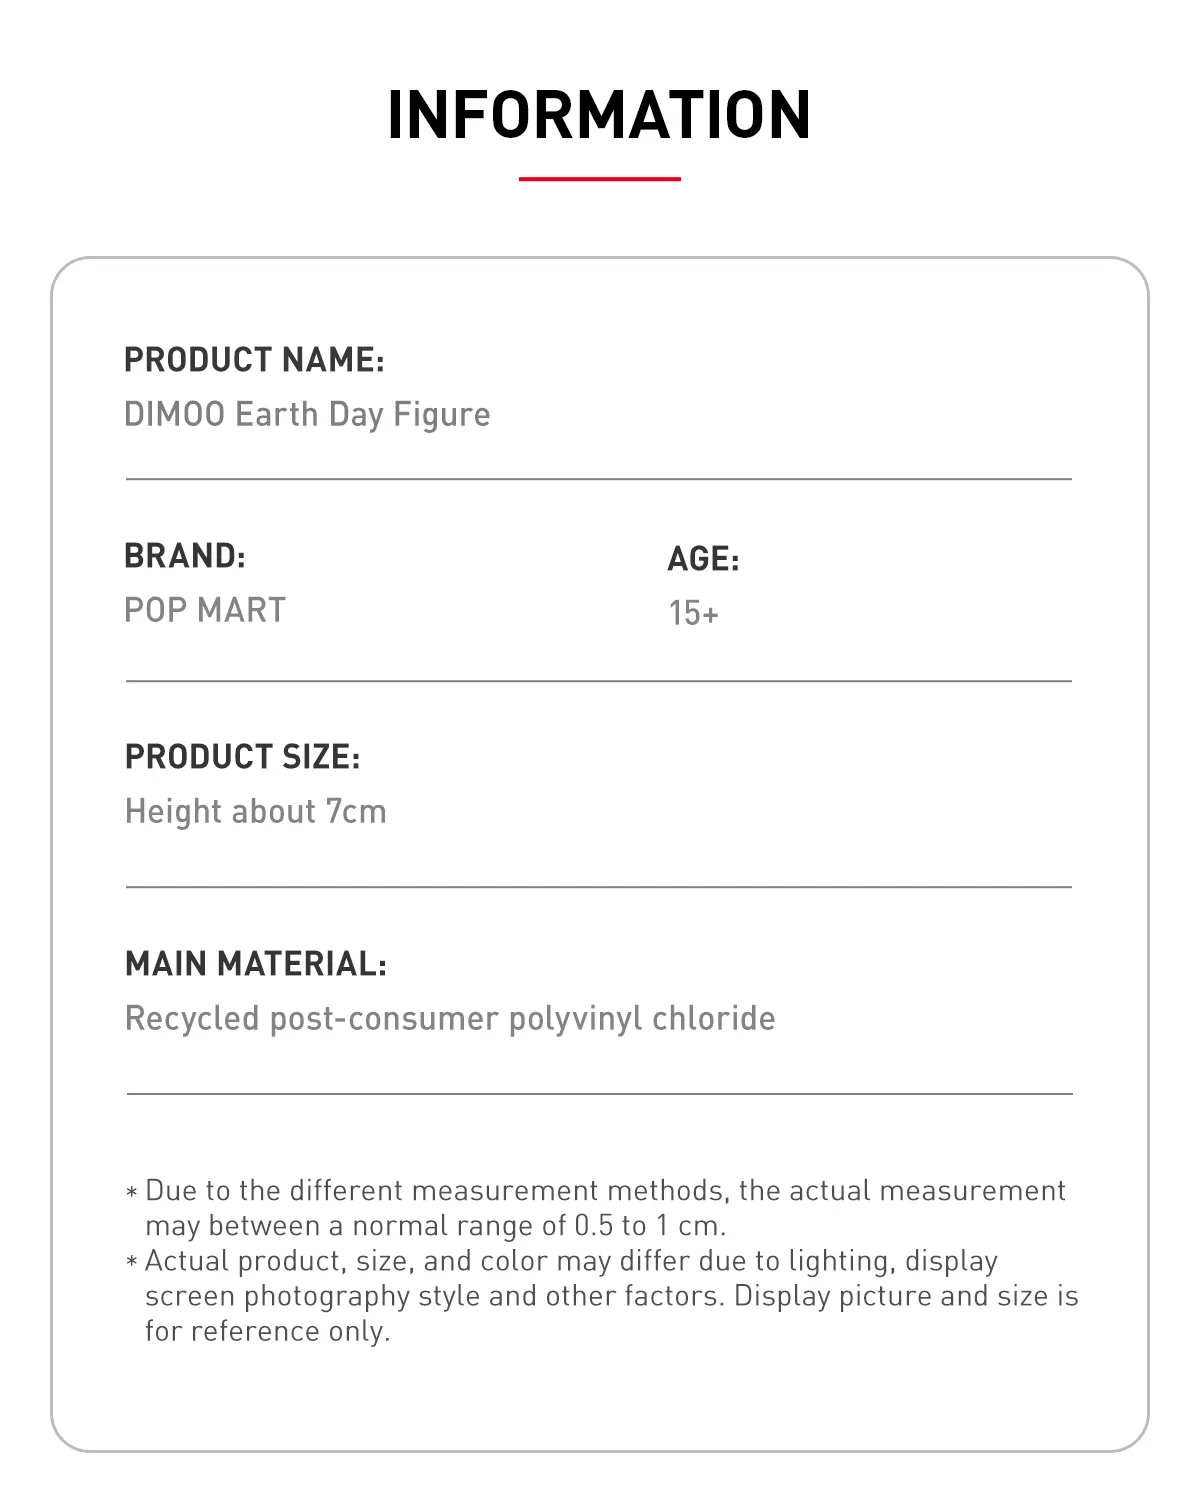 INFORMATION
PRODUCT NAME:
DIMOO Earth Day Figure
BRAND:
POP MART
AGE:
15+
PRODUCT SIZE:
Height about 7cm
MAIN MATERIAL:
Recycled post-consumer polyvinyl chloride
* Due to the different measurement methods, the actual measurement
may between a normal range of 0.5 to 1 cm.
* Actual product, size, and color may differ due to lighting, display
screen photography style and other factors. Display picture and size is
for reference only.